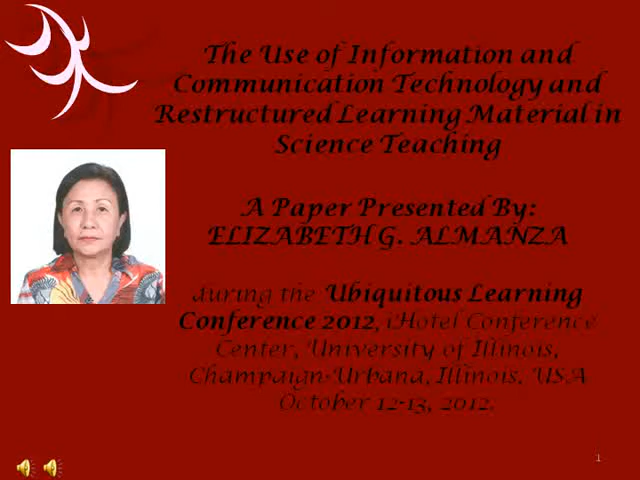 The Use of Information and
Communication Technology and
Restructured Learning Material in
Science Teaching
A Paper Presented By:
ELIZABETH G. ALMANZA
during the Ubiquitous Learning
Conference 2012, iHotel Conference
Center, University of Illinois,
Champaign-Urbana, Illinois, USA
October 12-13, 2012.
1